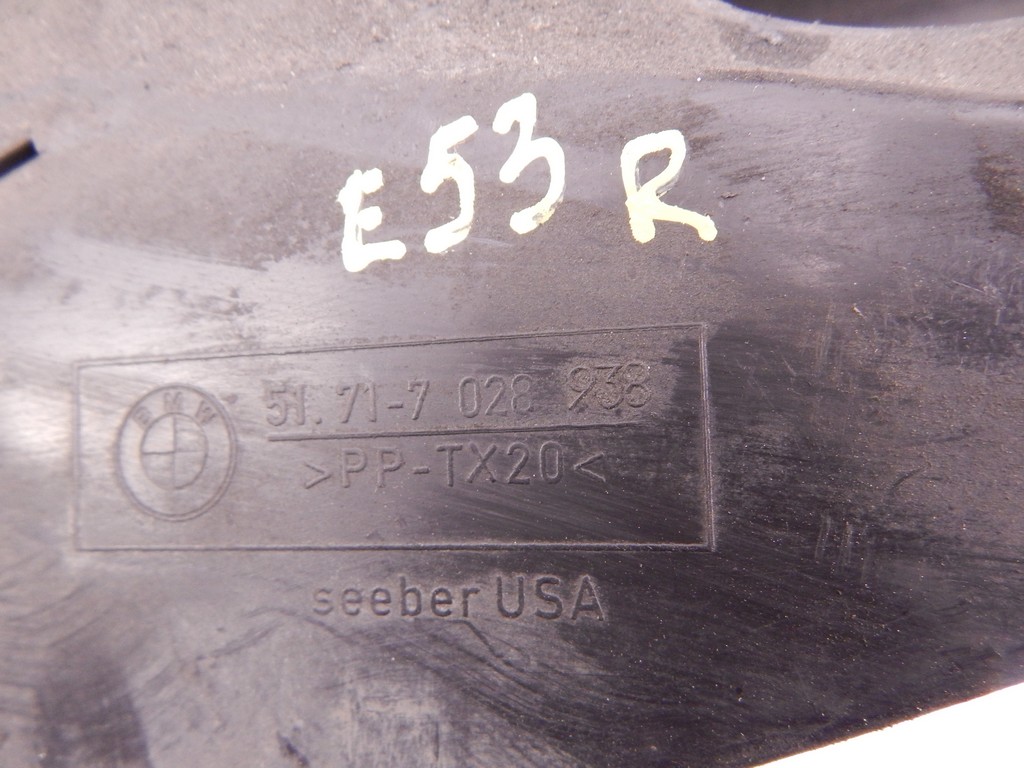 E53 R
BMW
51.71-7 028 938
>PP-TX20<
seeber USA